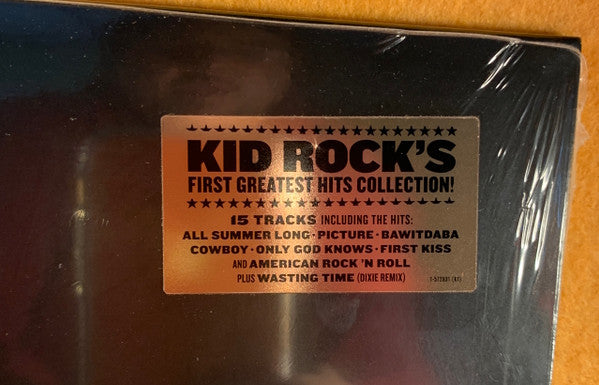 KID ROCK'S
FIRST GREATEST HITS COLLECTION!
15 TRACKS INCLUDING THE HITS:
ALL SUMMER LONG · PICTURE · BAWITDABA
COWBOY · ONLY GOD KNOWS · FIRST KISS
AND AMERICAN ROCK 'N ROLL
PLUS WASTING TIME (DIXIE REMIX)